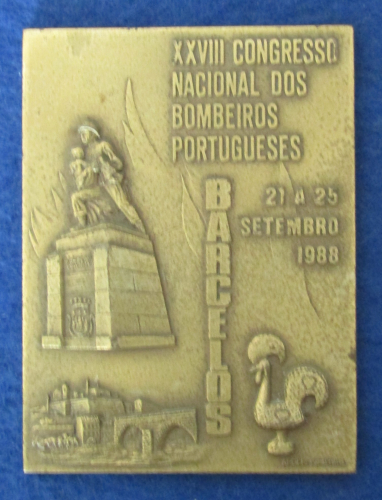 XXVIII CONGRESSO
NACIONAL DOS
BOMBEIROS
PORTUGUESES
BARCELOS
21 A 25
SETEMBRO
1988